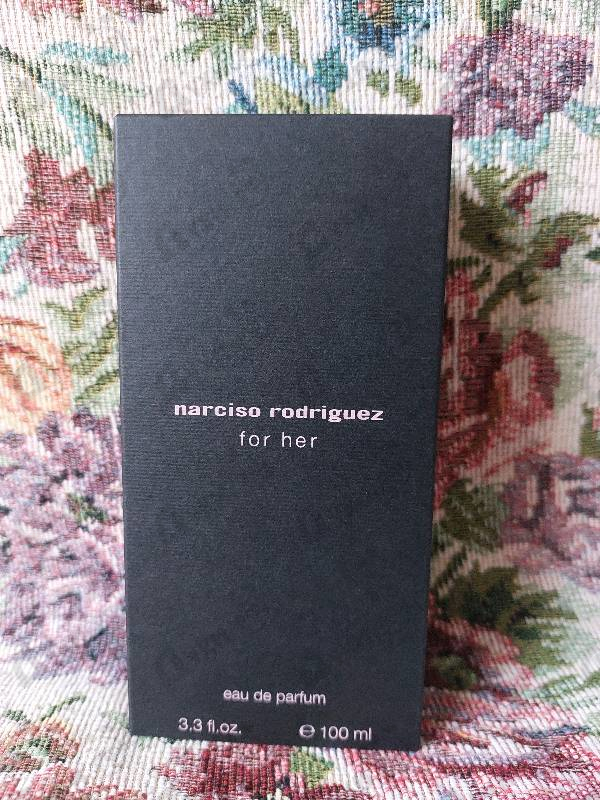 narciso rodriguez
for her
eau de parfum
3.3 fl.oz. ℮ 100 ml